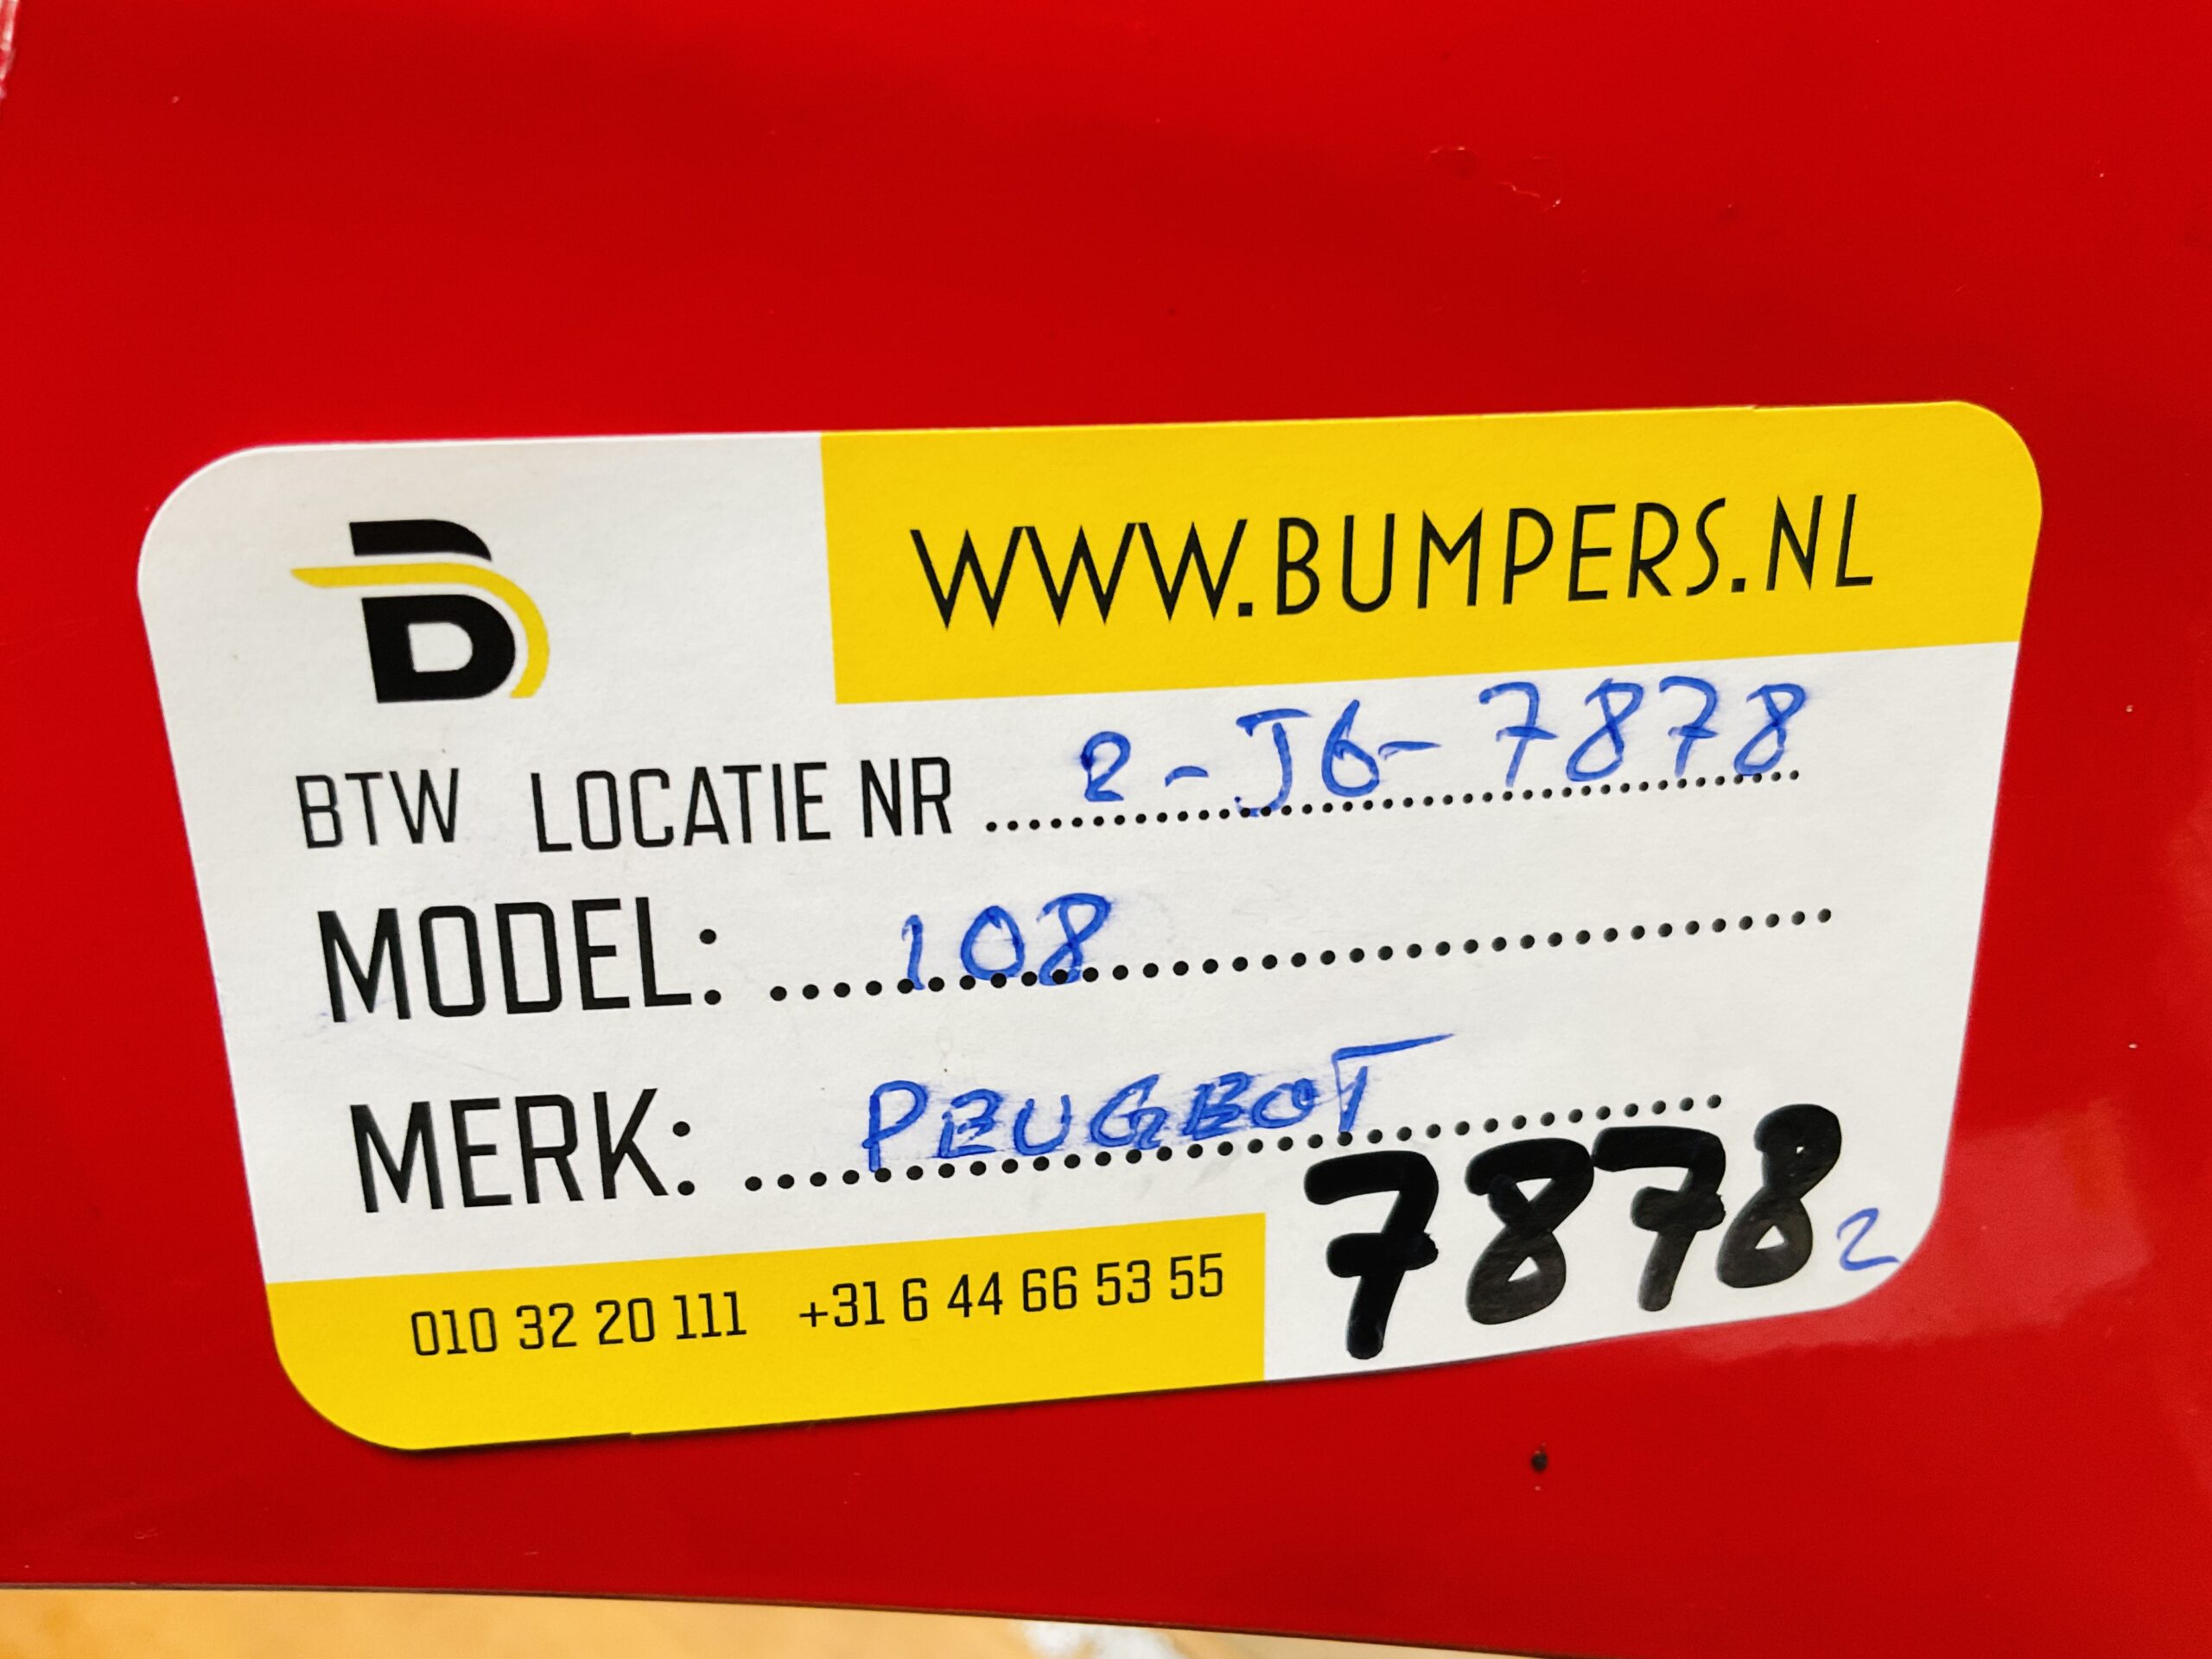 WWW.BUMPERS.NL
BTW LOCATIE NR 2-J6-7878
MODEL: 108
MERK: PEUGEOT
7878 2
010 32 20 111 +31 6 44 66 53 55